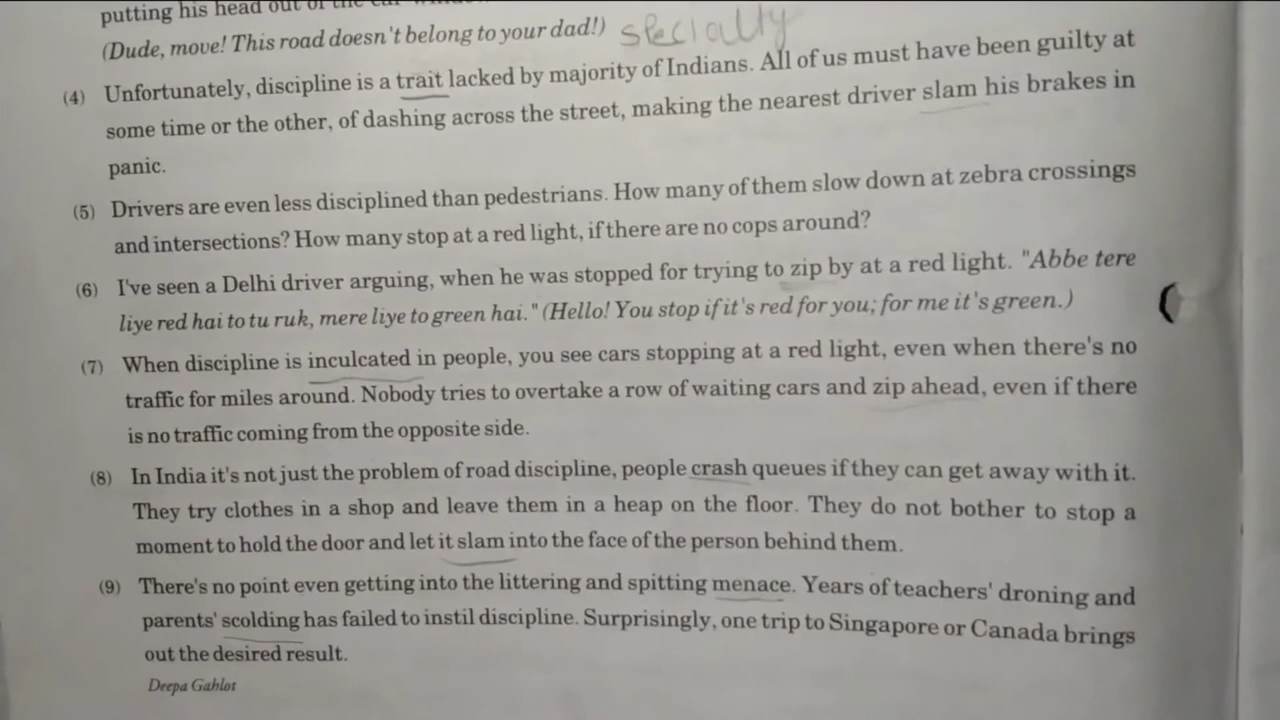 putting his head out of the car
(Dude, move! This road doesn't belong to your dad!) specialty
(4) Unfortunately, discipline is a trait lacked by majority of Indians. All of us must have been guilty at
some time or the other, of dashing across the street, making the nearest driver slam his brakes in
panic.
(5) Drivers are even less disciplined than pedestrians. How many of them slow down at zebra crossings
and intersections? How many stop at a red light, if there are no cops around?
(6) I've seen a Delhi driver arguing, when he was stopped for trying to zip by at a red light. "Abbe tere
liye red hai to tu ruk, mere liye to green hai." (Hello! You stop if it's red for you; for me it's green.)
(7) When discipline is inculcated in people, you see cars stopping at a red light, even when there's no
traffic for miles around. Nobody tries to overtake a row of waiting cars and zip ahead, even if there
is no traffic coming from the opposite side.
(8) In India it's not just the problem of road discipline, people crash queues if they can get away with it.
They try clothes in a shop and leave them in a heap on the floor. They do not bother to stop a
moment to hold the door and let it slam into the face of the person behind them.
(9) There's no point even getting into the littering and spitting menace. Years of teachers' droning and
parents' scolding has failed to instil discipline. Surprisingly, one trip to Singapore or Canada brings
out the desired result.
Deepa Gahlot